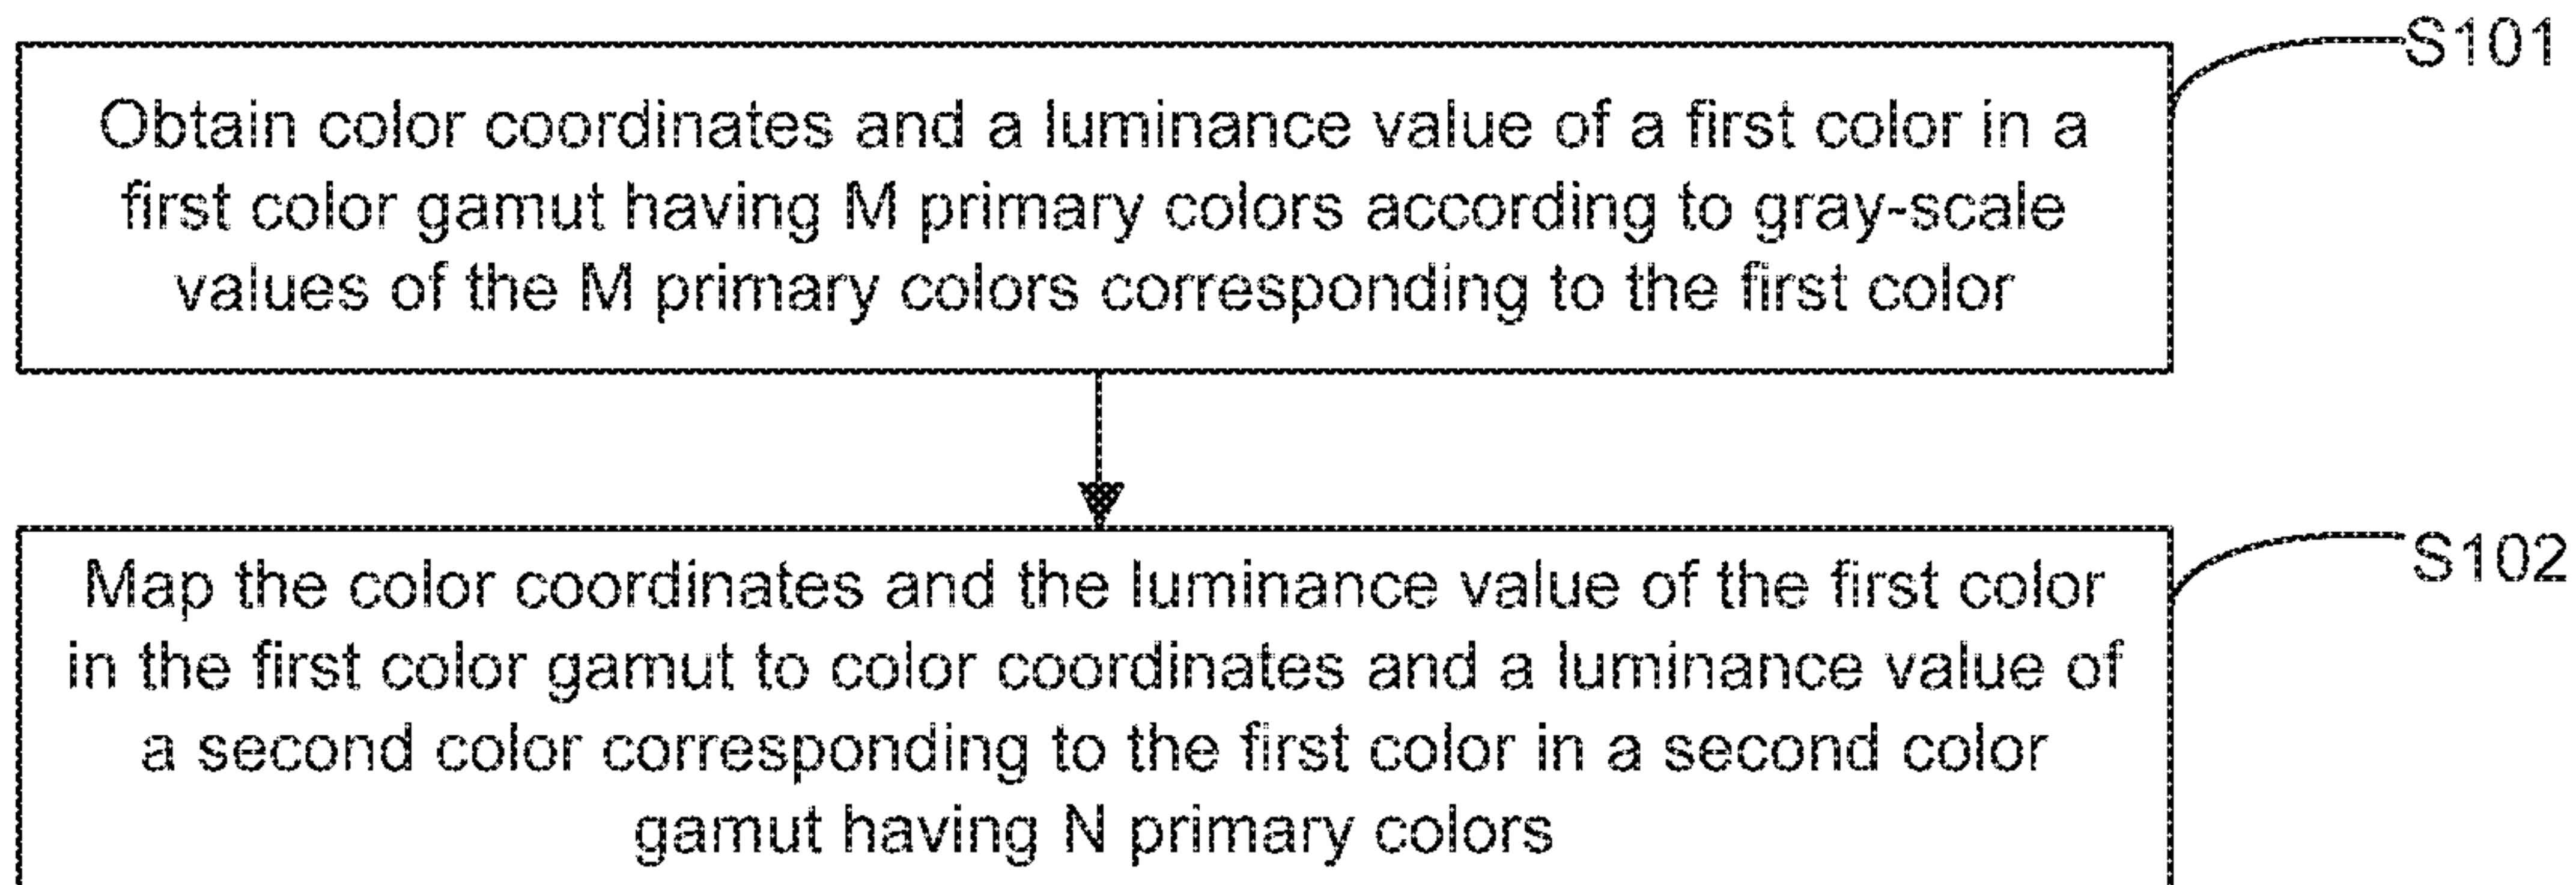 S101
Obtain color coordinates and a luminance value of a first color in a
first color gamut having M primary colors according to gray-scale
values of the M primary colors corresponding to the first color
S102
Map the color coordinates and the luminance value of the first color
in the first color gamut to color coordinates and a luminance value of
a second color corresponding to the first color in a second color
gamut having N primary colors